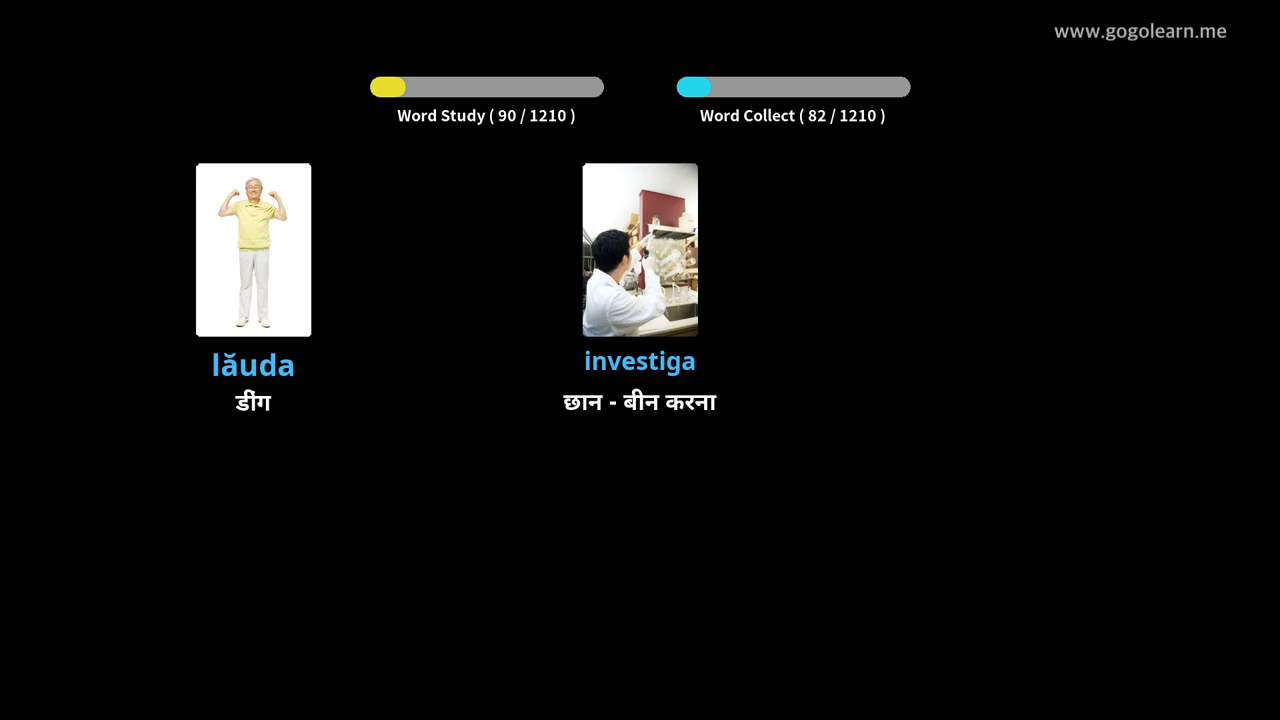 www.gogolearn.me
Word Study ( 90 / 1210 )
Word Collect ( 82 / 1210 )
lăuda
डींग
investiga
छान - बीन करना